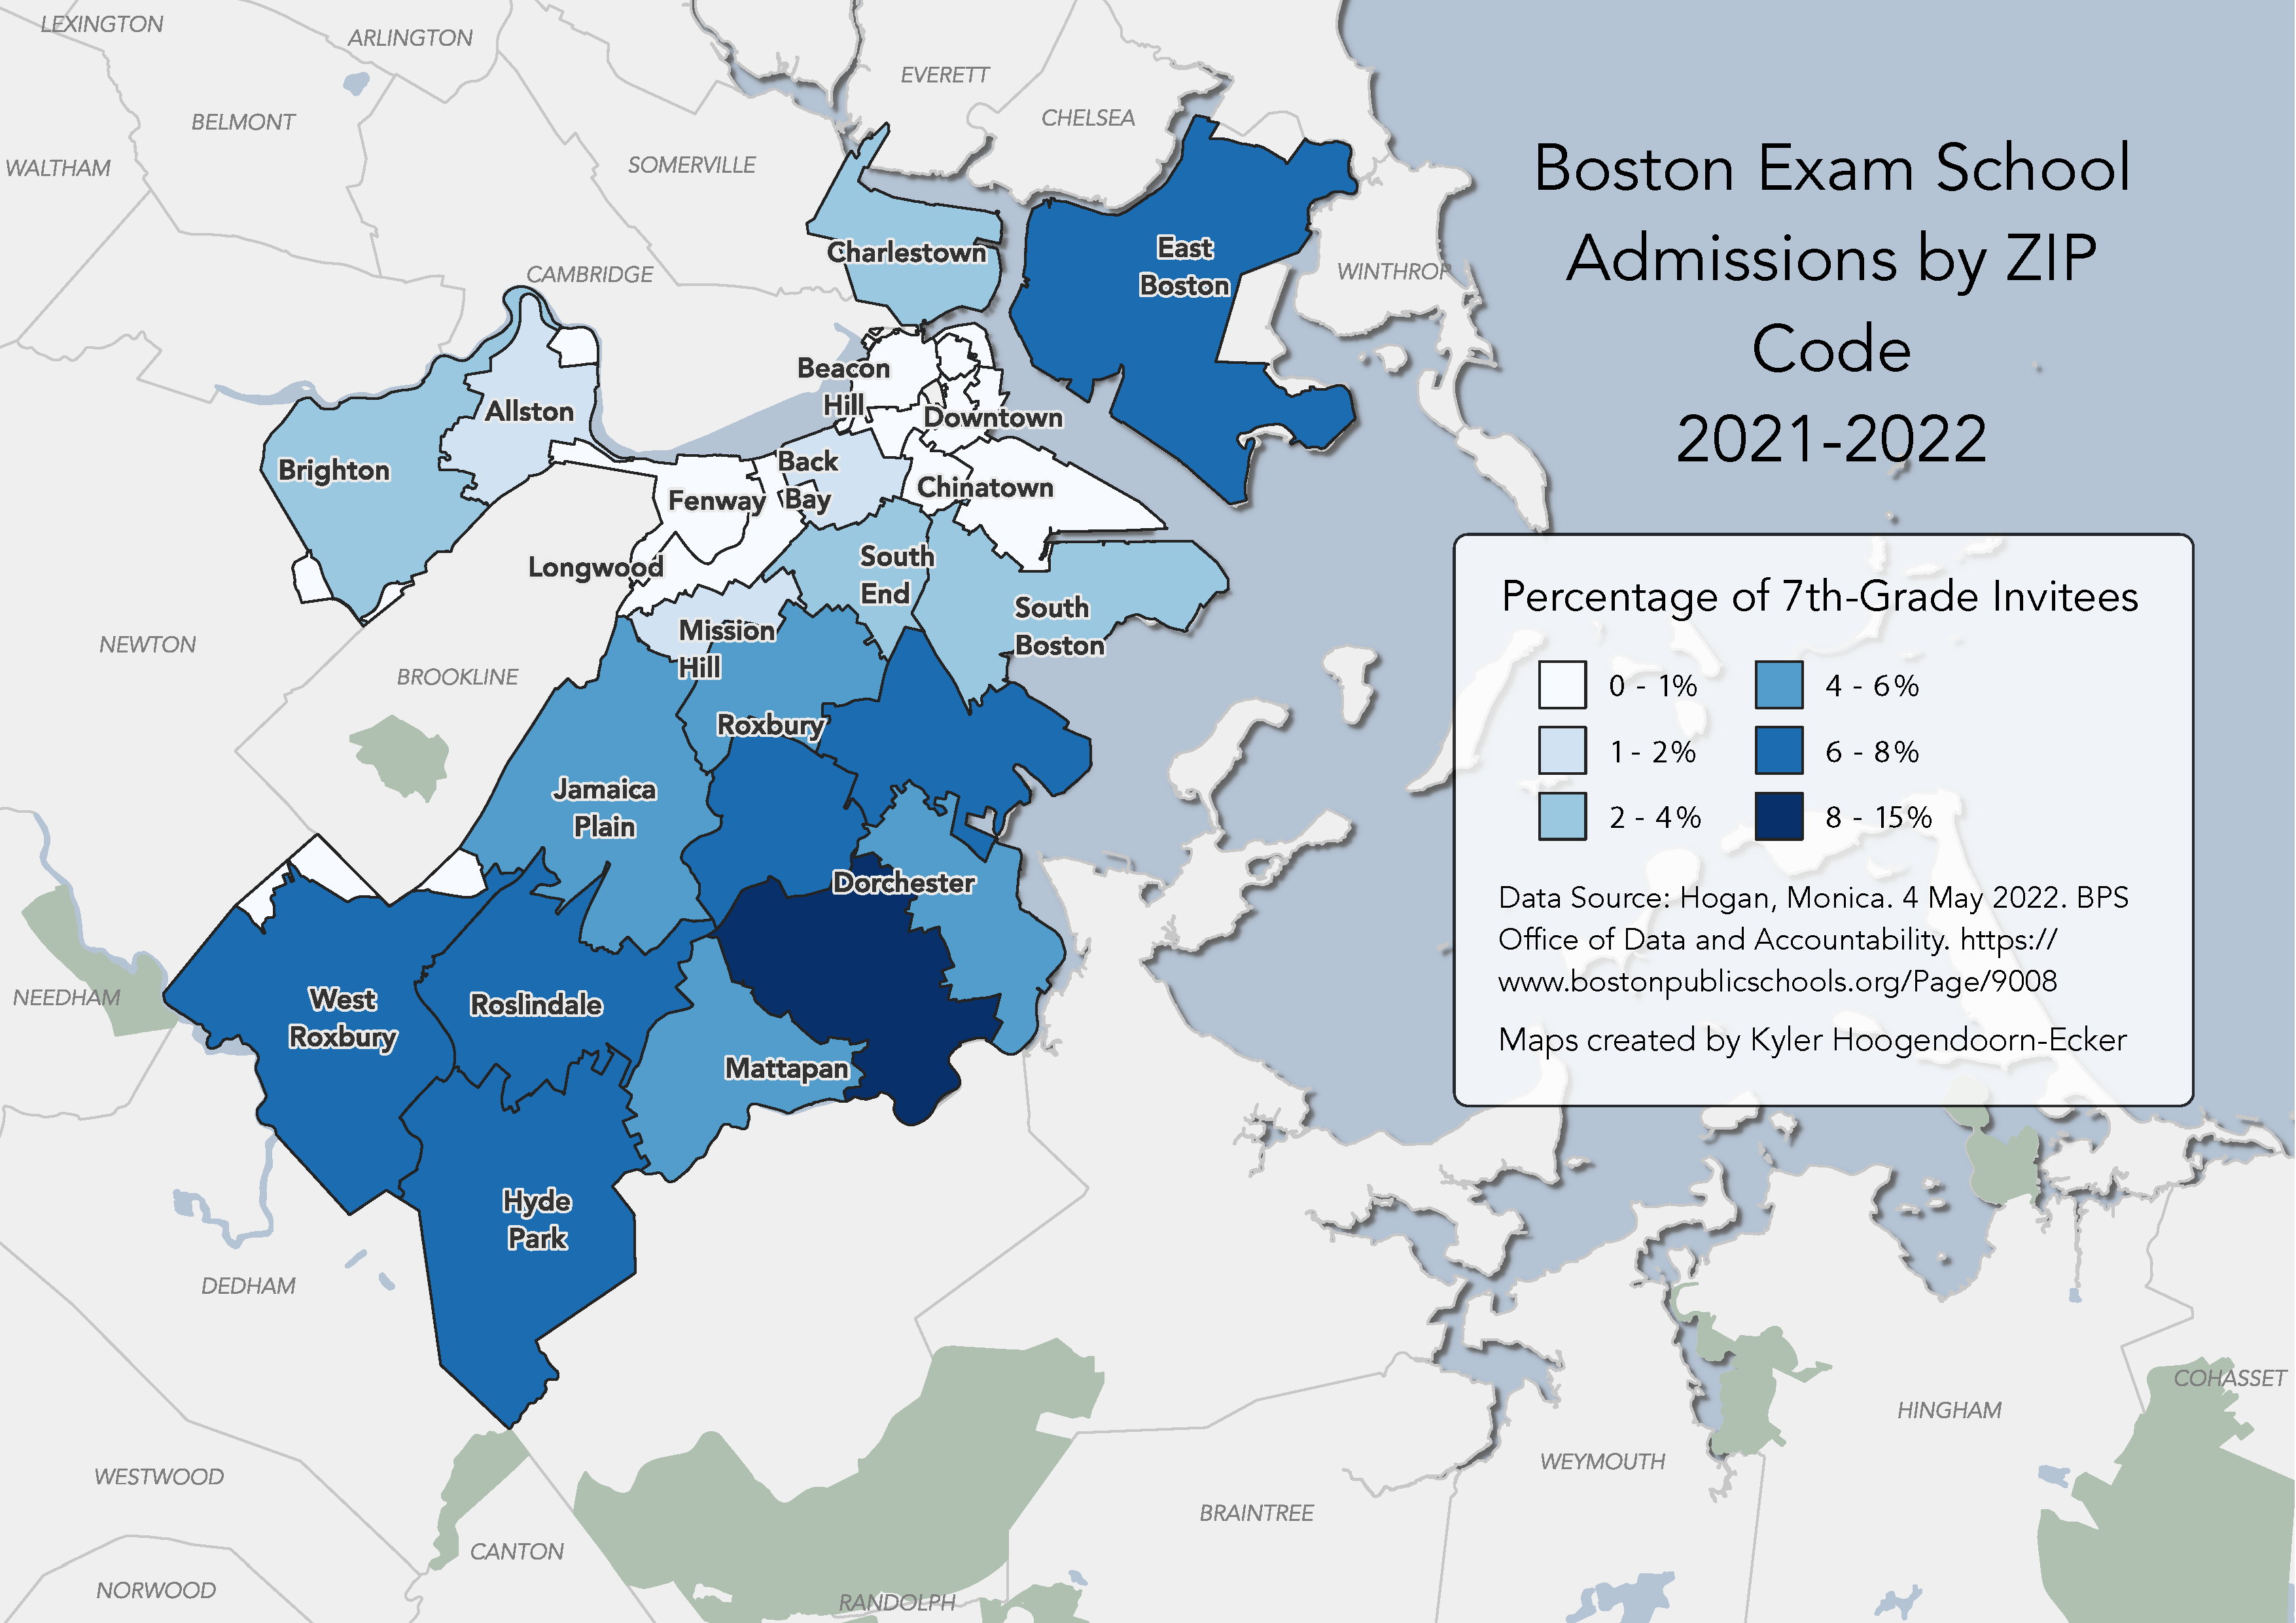 LEXINGTON
ARLINGTON
EVERETT
CHELSEA
BELMONT
WALTHAM
SOMERVILLE
CAMBRIDGE
WINTHROP
Boston Exam School
Admissions by ZIP
Code
2021-2022
Charlestown
East
Boston
Beacon
Hill
Downtown
Allston
Brighton
Back
Bay
Fenway
Chinatown
Longwood
South
End
South
Boston
Mission
Hill
NEWTON
BROOKLINE
Roxbury
Jamaica
Plain
Dorchester
NEEDHAM
West
Roxbury
Roslindale
Mattapan
Hyde
Park
Percentage of 7th-Grade Invitees
0 - 1%
1 - 2%
2 - 4%
4 - 6%
6 - 8%
8 - 15%
Data Source: Hogan, Monica. 4 May 2022. BPS
Office of Data and Accountability. https://
www.bostonpublicschools.org/Page/9008
Maps created by Kyler Hoogendoorn-Ecker
DEDHAM
COHASSET
HINGHAM
WEYMOUTH
WESTWOOD
BRAINTREE
CANTON
NORWOOD
RANDOLPH